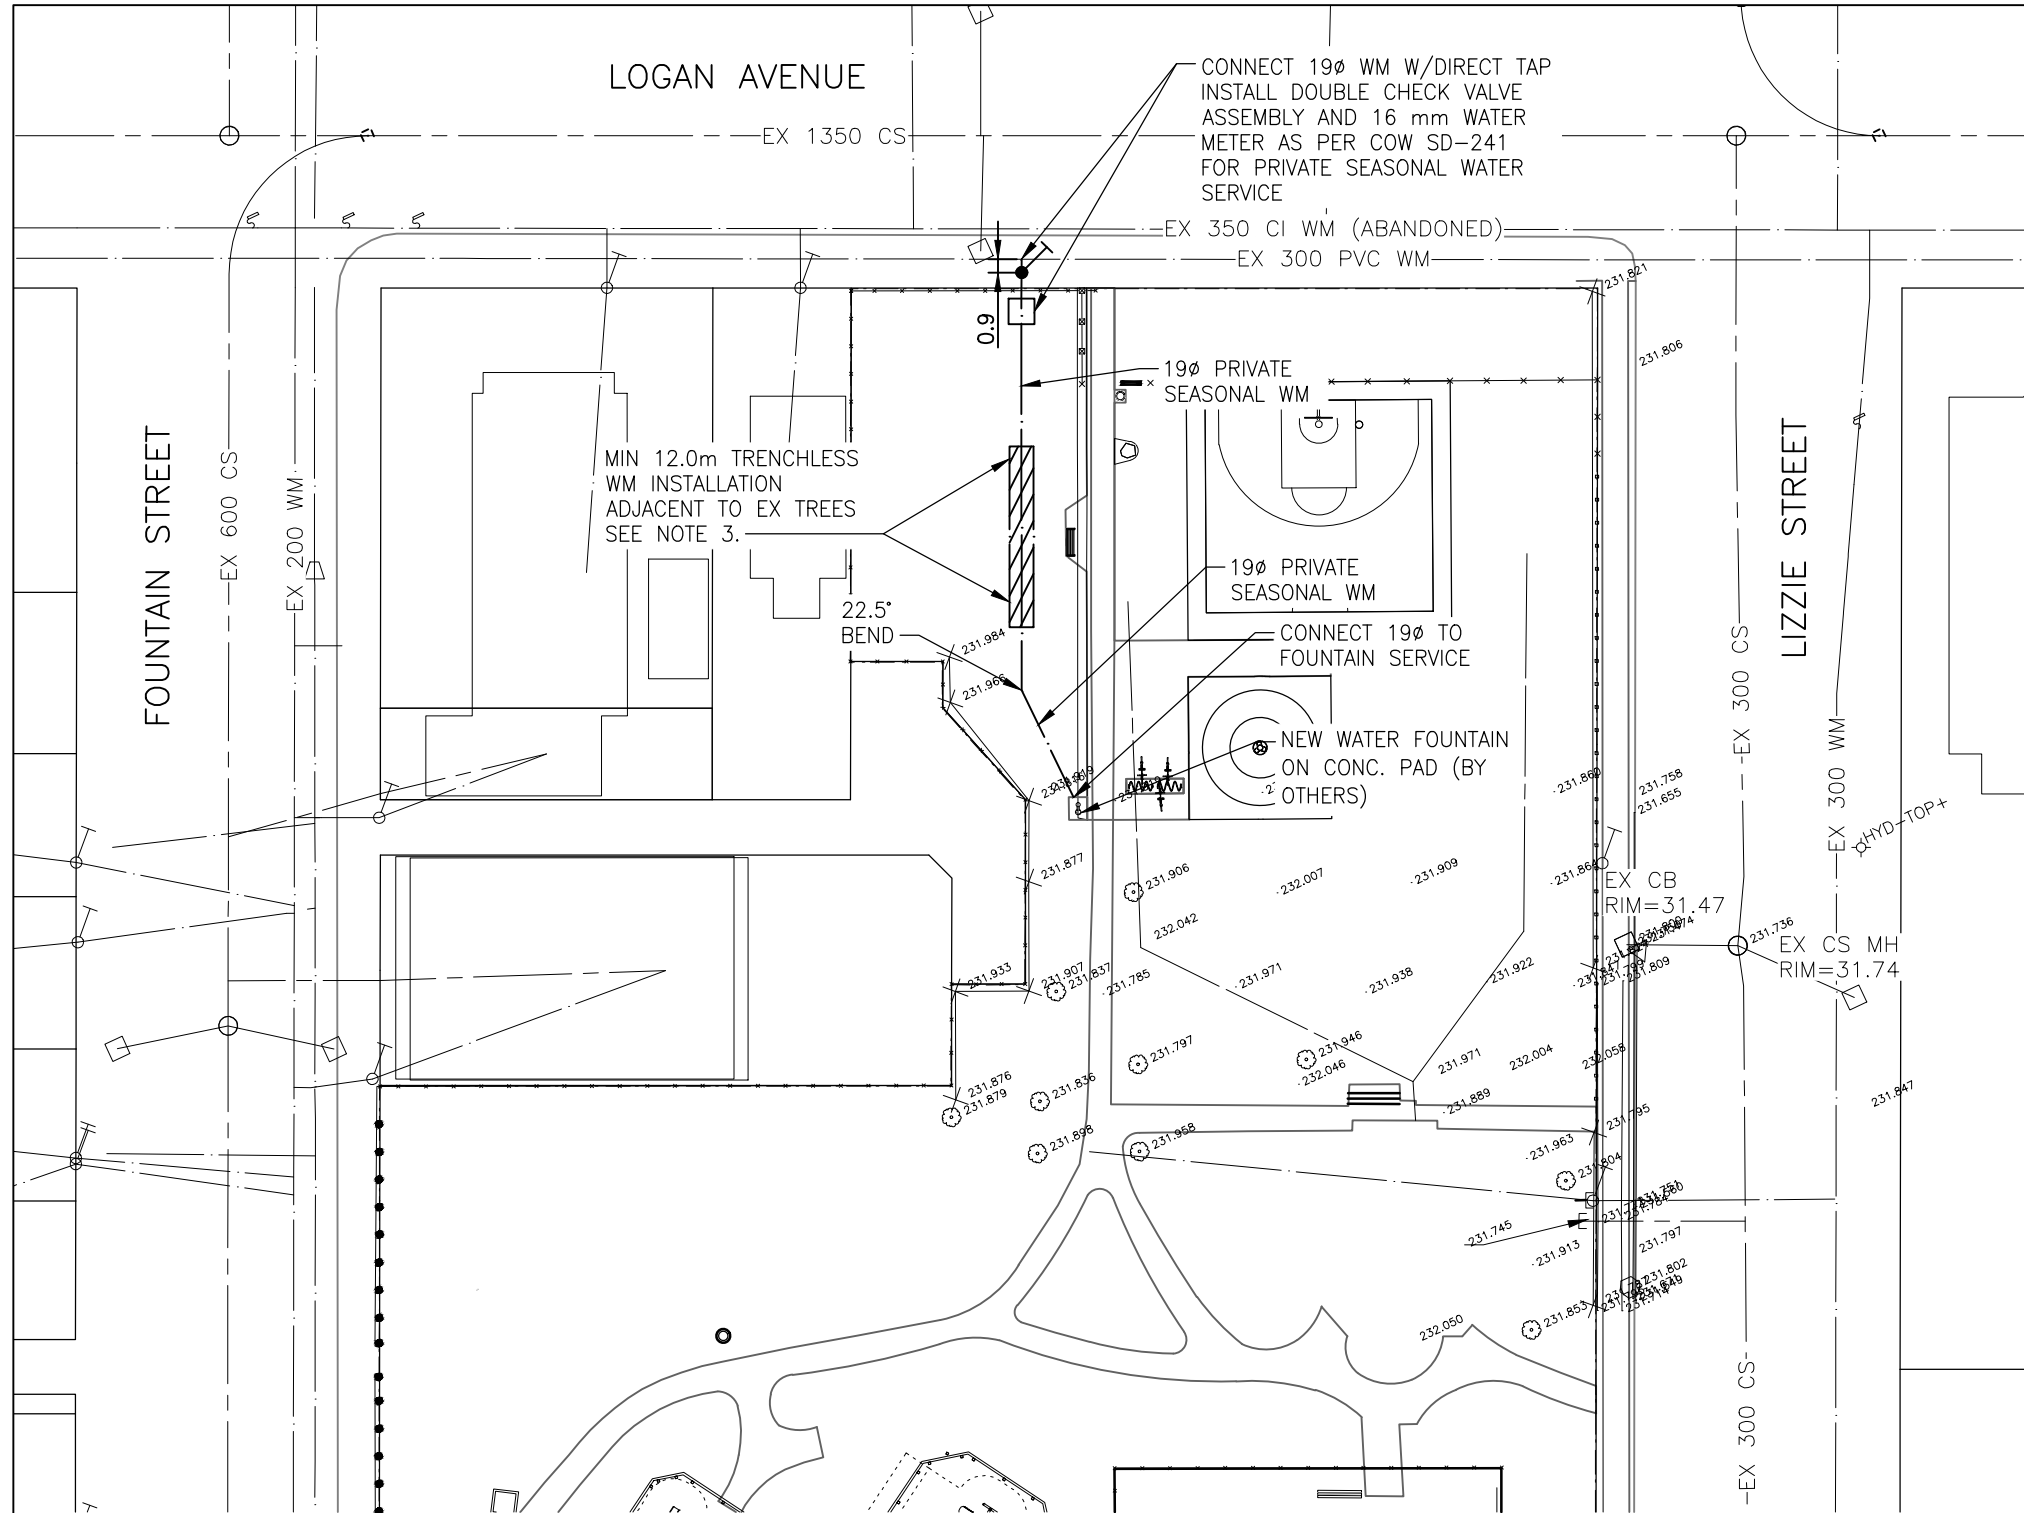 LOGAN AVENUE
CONNECT 19ø WM W/DIRECT TAP
INSTALL DOUBLE CHECK VALVE
ASSEMBLY AND 16 mm WATER
METER AS PER COW SD-241
FOR PRIVATE SEASONAL WATER
SERVICE
EX 1350 CS
EX 350 CI WM (ABANDONED)
EX 300 PVC WM
0.9
231.821
231.806
19ø PRIVATE
SEASONAL WM
MIN 12.0m TRENCHLESS
WM INSTALLATION
ADJACENT TO EX TREES
SEE NOTE 3.
FOUNTAIN STREET
EX 600 CS
EX 200 WM
LIZZIE STREET
EX 300 CS
EX 300 WM
19ø PRIVATE
SEASONAL WM
22.5°
BEND
CONNECT 19ø TO
FOUNTAIN SERVICE
231.984
231.966
NEW WATER FOUNTAIN
ON CONC. PAD (BY
OTHERS)
231.860
231.758
231.655
HYD-TOP+
231.877
231.906
232.007
231.909
231.864
EX CB
RIM=31.47
232.042
231.736
EX CS MH
RIM=31.74
231.933
231.907
231.837
231.785
231.971
231.938
231.922
231.809
231.797
231.946
232.046
231.971
232.004
232.058
231.876
231.879
231.836
231.889
231.847
231.795
231.898
231.958
231.963
231.804
231.745
231.913
231.797
231.802
231.853
232.050
EX 300 CS